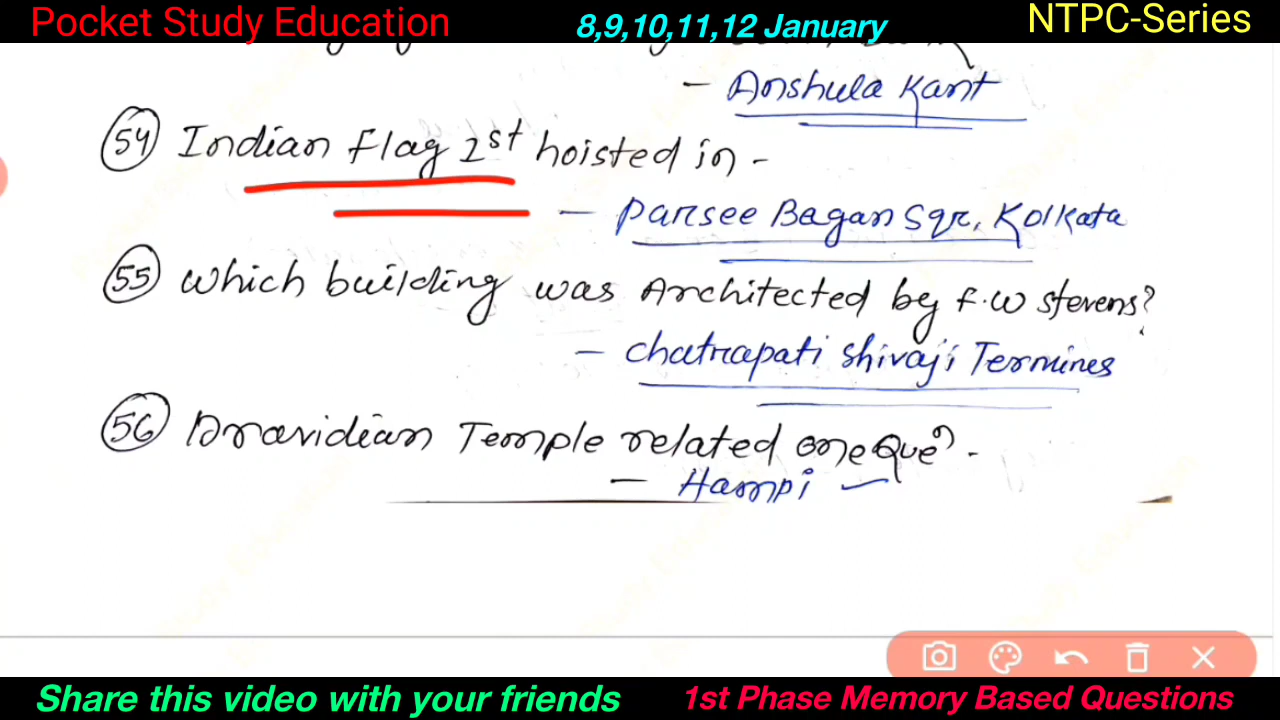 Pocket Study Education
8,9,10,11,12 January
NTPC-Series
- Anshula Kant
54 Indian Flag 1st hoisted in -
- Parsee Bagan Sqr, Kolkata
55 Which building was Architected by F.W Stevens?
- Chatrapati Shivaji Termines
56 Dravidian Temple related one Quen -
- Hampi
Share this video with your friends
1st Phase Memory Based Questions